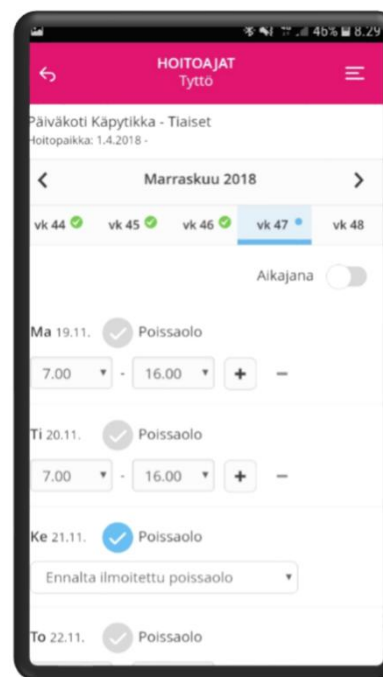 46% 8.29
HOITOAJAT
Tyttö
Päiväkoti Käpytikka - Tiaiset
Hoitopaikka: 1.4.2018 -
Marraskuu 2018
vk 44 vk 45 vk 46 vk 47 vk 48
Aikajana
Ma 19.11. Poissaolo
7.00 - 16.00 + −
Ti 20.11. Poissaolo
7.00 - 16.00 + −
Ke 21.11. Poissaolo
Ennalta ilmoitettu poissaolo
To 22.11. Poissaolo